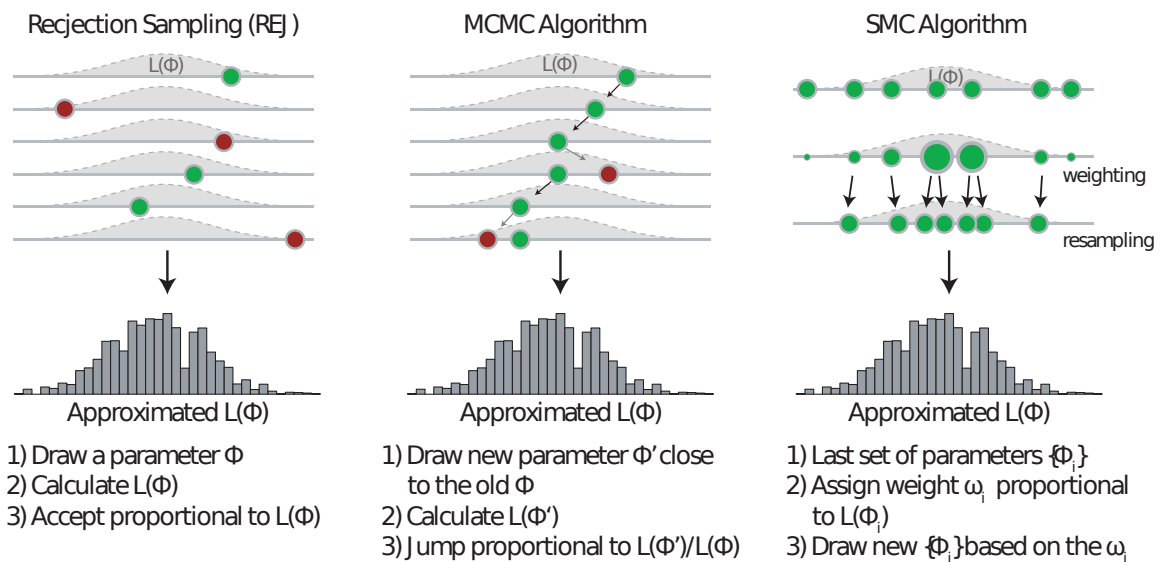 Recjection Sampling (REJ)
L(Φ)
Approximated L(Φ)
1) Draw a parameter Φ
2) Calculate L(Φ)
3) Accept proportional to L(Φ)
MCMC Algorithm
L(Φ)
Approximated L(Φ)
1) Draw new parameter Φ’ close
to the old Φ
2) Calculate L(Φ‘)
3) Jump proportional to L(Φ’)/L(Φ)
SMC Algorithm
L(Φ)
weighting
resampling
Approximated L(Φ)
1) Last set of parameters {Φi}
2) Assign weight ωi proportional
to L(Φi)
3) Draw new {Φi} based on the ωi